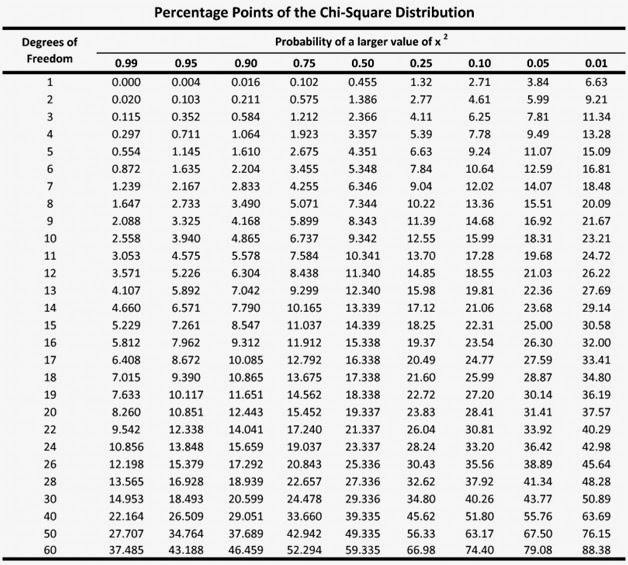 Percentage Points of the Chi-Square Distribution
Degrees of Freedom Probability of a larger value of x ²
0.99 0.95 0.90 0.75 0.50 0.25 0.10 0.05 0.01
1 0.000 0.004 0.016 0.102 0.455 1.32 2.71 3.84 6.63
2 0.020 0.103 0.211 0.575 1.386 2.77 4.61 5.99 9.21
3 0.115 0.352 0.584 1.212 2.366 4.11 6.25 7.81 11.34
4 0.297 0.711 1.064 1.923 3.357 5.39 7.78 9.49 13.28
5 0.554 1.145 1.610 2.675 4.351 6.63 9.24 11.07 15.09
6 0.872 1.635 2.204 3.455 5.348 7.84 10.64 12.59 16.81
7 1.239 2.167 2.833 4.255 6.346 9.04 12.02 14.07 18.48
8 1.647 2.733 3.490 5.071 7.344 10.22 13.36 15.51 20.09
9 2.088 3.325 4.168 5.899 8.343 11.39 14.68 16.92 21.67
10 2.558 3.940 4.865 6.737 9.342 12.55 15.99 18.31 23.21
11 3.053 4.575 5.578 7.584 10.341 13.70 17.28 19.68 24.72
12 3.571 5.226 6.304 8.438 11.340 14.85 18.55 21.03 26.22
13 4.107 5.892 7.042 9.299 12.340 15.98 19.81 22.36 27.69
14 4.660 6.571 7.790 10.165 13.339 17.12 21.06 23.68 29.14
15 5.229 7.261 8.547 11.037 14.339 18.25 22.31 25.00 30.58
16 5.812 7.962 9.312 11.912 15.338 19.37 23.54 26.30 32.00
17 6.408 8.672 10.085 12.792 16.338 20.49 24.77 27.59 33.41
18 7.015 9.390 10.865 13.675 17.338 21.60 25.99 28.87 34.80
19 7.633 10.117 11.651 14.562 18.338 22.72 27.20 30.14 36.19
20 8.260 10.851 12.443 15.452 19.337 23.83 28.41 31.41 37.57
22 9.542 12.338 14.041 17.240 21.337 26.04 30.81 33.92 40.29
24 10.856 13.848 15.659 19.037 23.337 28.24 33.20 36.42 42.98
26 12.198 15.379 17.292 20.843 25.336 30.43 35.56 38.89 45.64
28 13.565 16.928 18.939 22.657 27.336 32.62 37.92 41.34 48.28
30 14.953 18.493 20.599 24.478 29.336 34.80 40.26 43.77 50.89
40 22.164 26.509 29.051 33.660 39.335 45.62 51.80 55.76 63.69
50 27.707 34.764 37.689 42.942 49.335 56.33 63.17 67.50 76.15
60 37.485 43.188 46.459 52.294 59.335 66.98 74.40 79.08 88.38